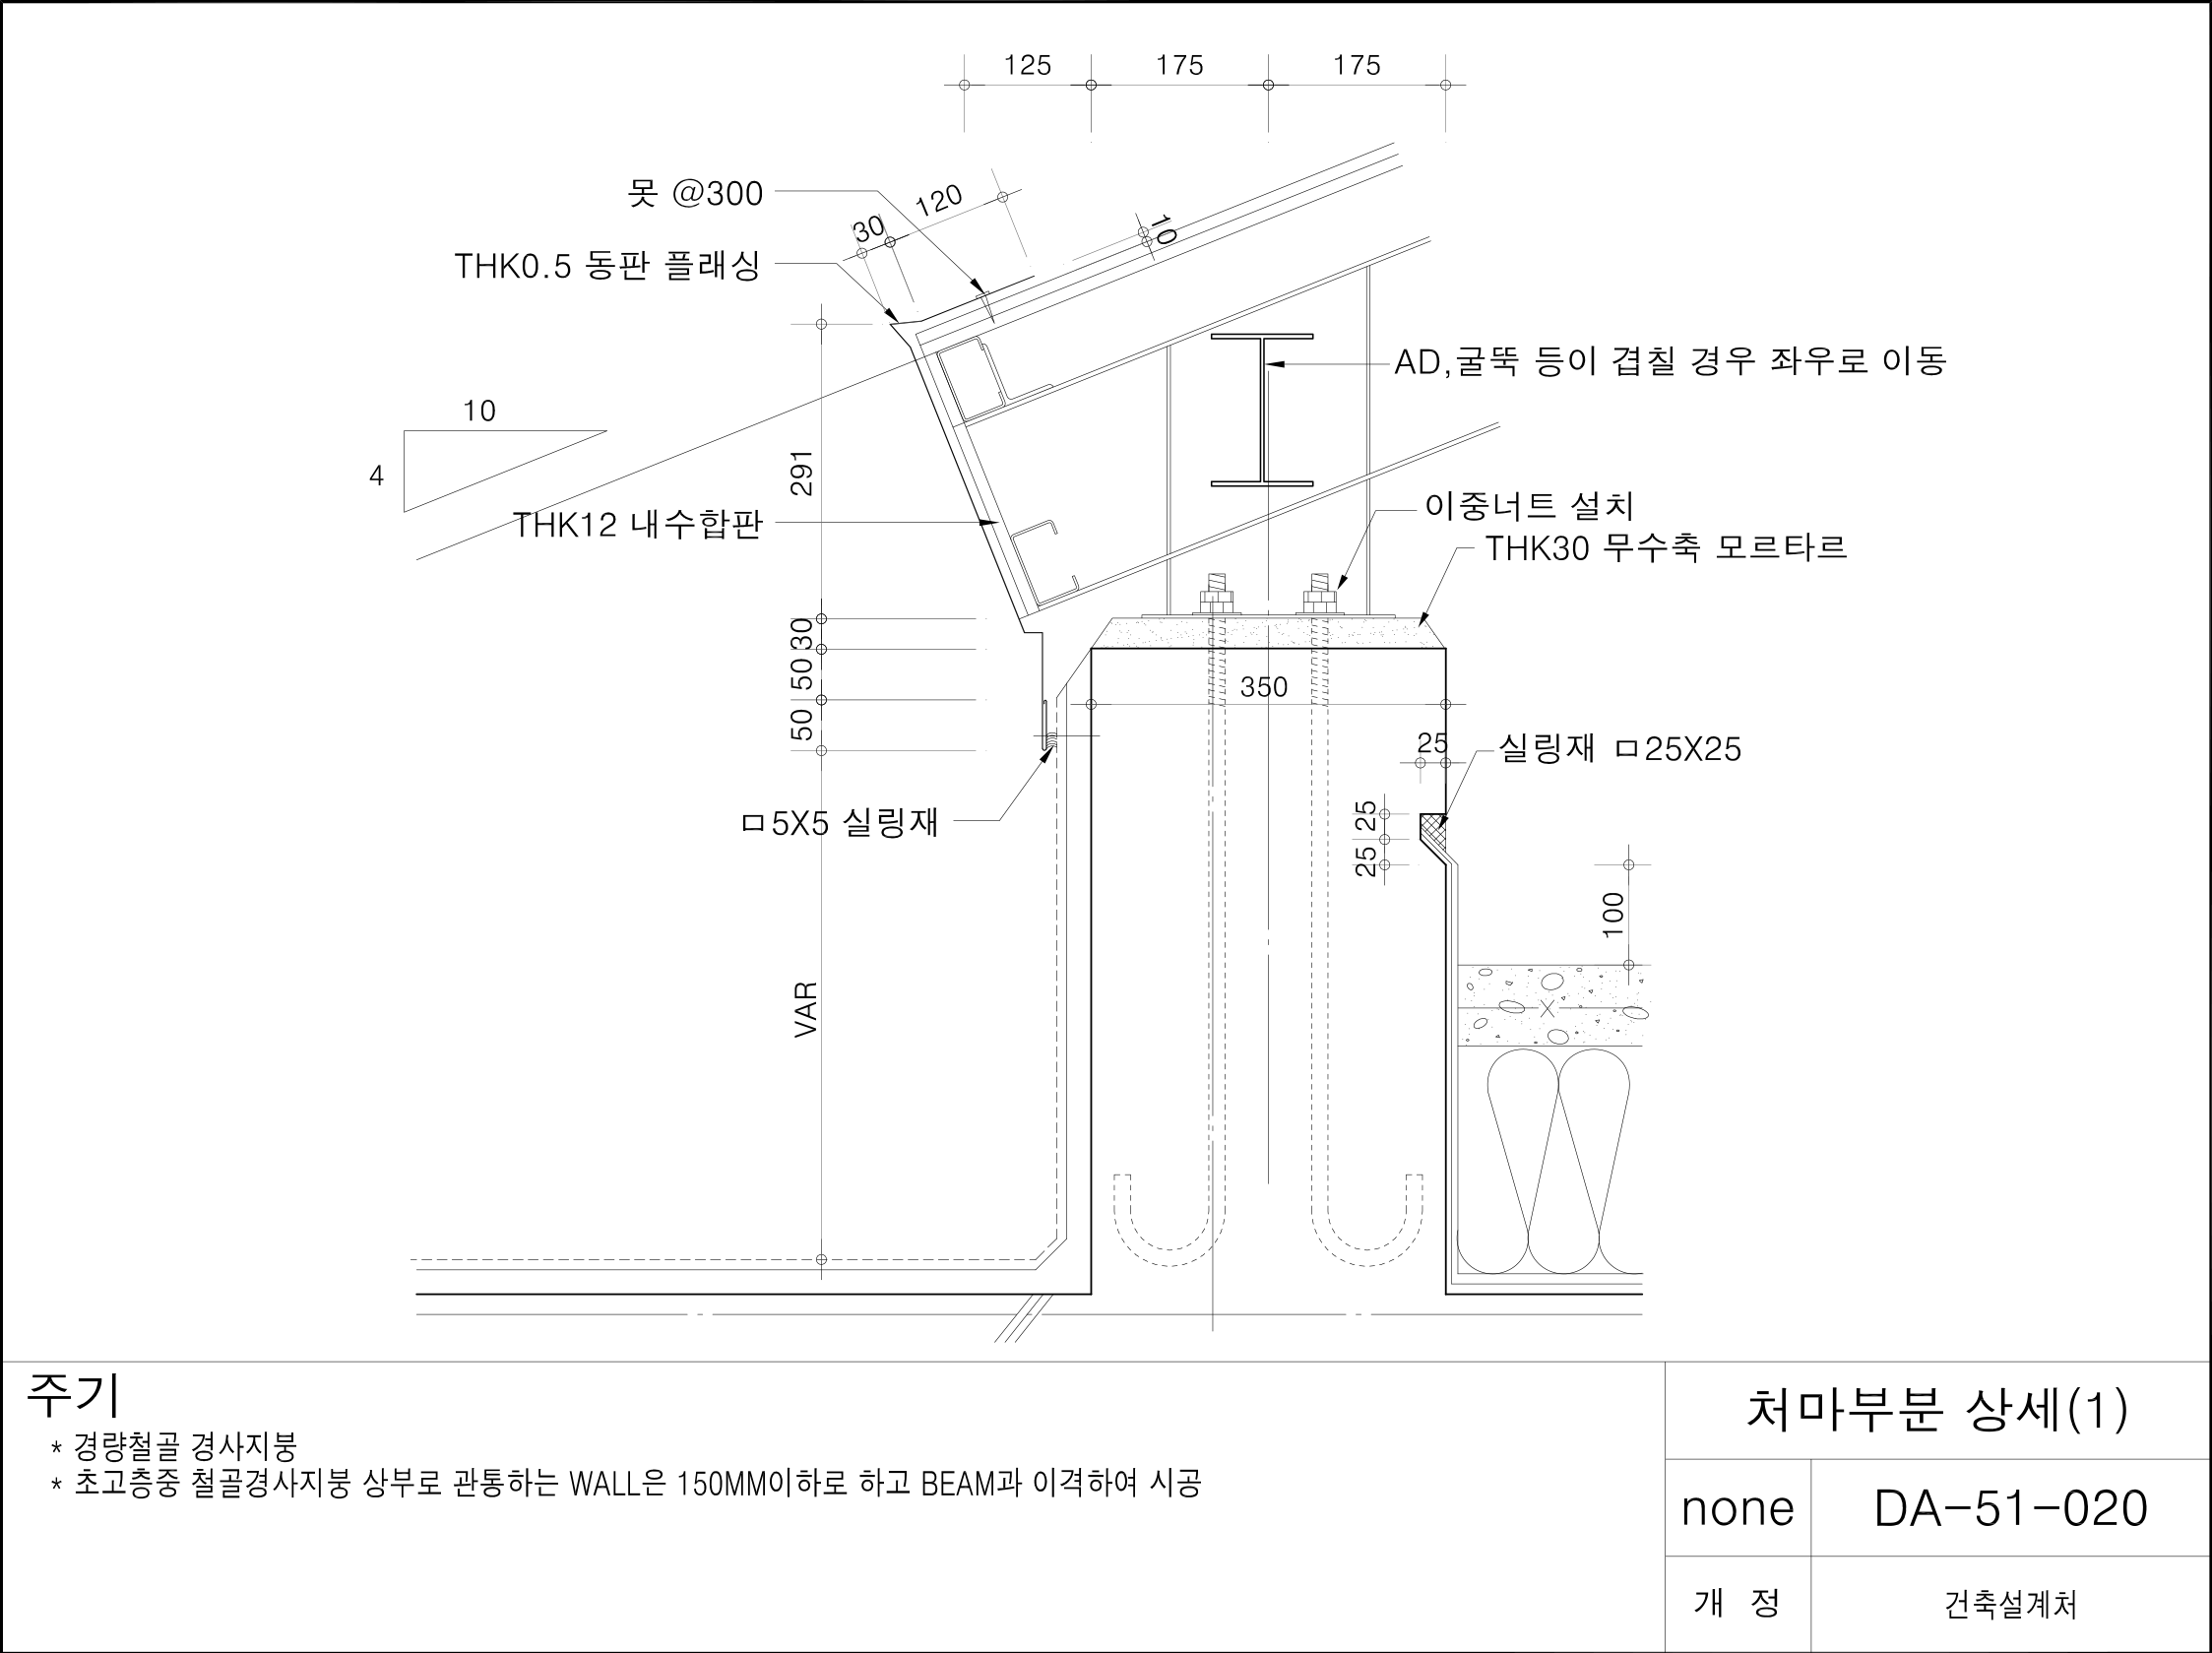 125 175 175
못 @300
30 120 10
THK0.5 동판 플래싱
AD,굴뚝 등이 겹칠 경우 좌우로 이동
10
4
291
THK12 내수합판
이중너트 설치
THK30 무수축 모르타르
30
50
50
350
25
실링재 ㅁ25X25
ㅁ5X5 실링재
25
25
100
VAR
주기
* 경량철골 경사지붕
* 초고층중 철골경사지붕 상부로 관통하는 WALL은 150MM이하로 하고 BEAM과 이격하여 시공
처마부분 상세(1)
none DA-51-020
개 정 건축설계처